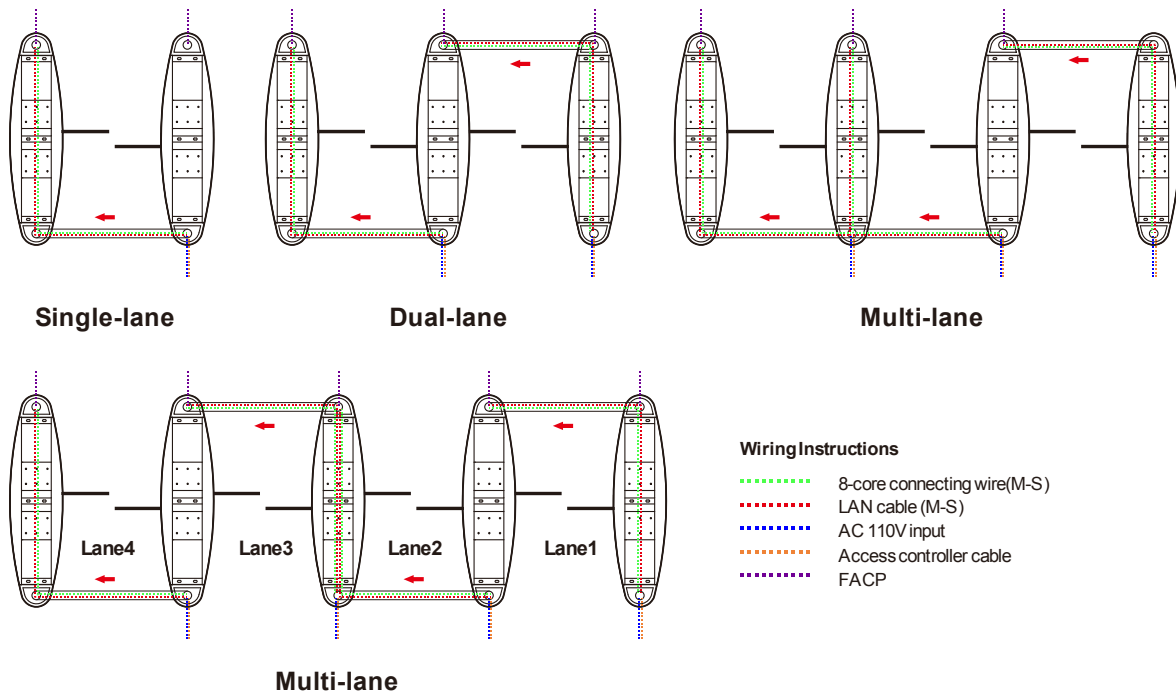 Single-lane
Dual-lane
Multi-lane
Lane4
Lane3
Lane2
Lane1
Multi-lane
Wiring Instructions
8-core connecting wire(M-S)
LAN cable (M-S)
AC 110V input
Access controller cable
FACP